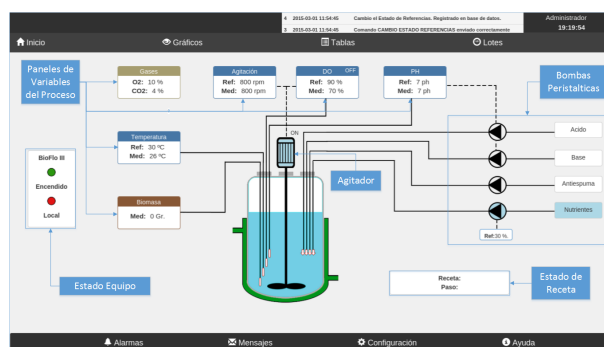 4 2015-03-01 11:54:45 Cambio el Estado de Referencias. Registrado en base de datos.
3 2015-03-01 11:54:45 Comando CAMBIO ESTADO REFERENCIAS enviado correctamente
Administrador
19:19:54
Inicio
Gráficos
Tablas
Lotes
Paneles de
Variables
del Proceso
Gases
O2: 10 %
CO2: 4 %
Agitación
Ref: 800 rpm
Med: 800 rpm
DO OFF
Ref: 90 %
Med: 70 %
PH
Ref: 7 ph
Med: 7 ph
Bombas
Peristalticas
Temperatura
Ref: 30 ºC
Med: 26 ºC
ON
Acido
Base
Antiespuma
Nutrientes
Ref:30 %.
BioFlo III
Encendido
Local
Agitador
Biomasa
Med: 0 Gr.
Estado Equipo
Receta:
Paso:
Estado de
Receta
Alarmas
Mensajes
Configuración
Ayuda